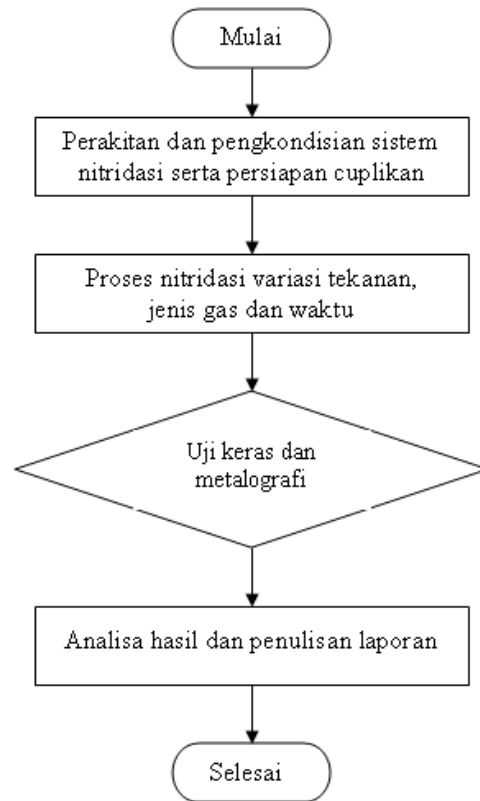 Mulai
Perakitan dan pengkondisian sistem
nitridasi serta persiapan cuplikan
Proses nitridasi variasi tekanan,
jenis gas dan waktu
Uji keras dan
metalografi
Analisa hasil dan penulisan laporan
Selesai